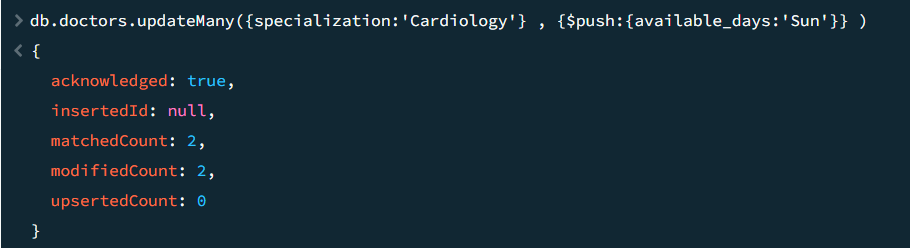 > db.doctors.updateMany({specialization:'Cardiology'} , {$push:{available_days:'Sun'}} )
< {
acknowledged: true,
insertedId: null,
matchedCount: 2,
modifiedCount: 2,
upsertedCount: 0
}